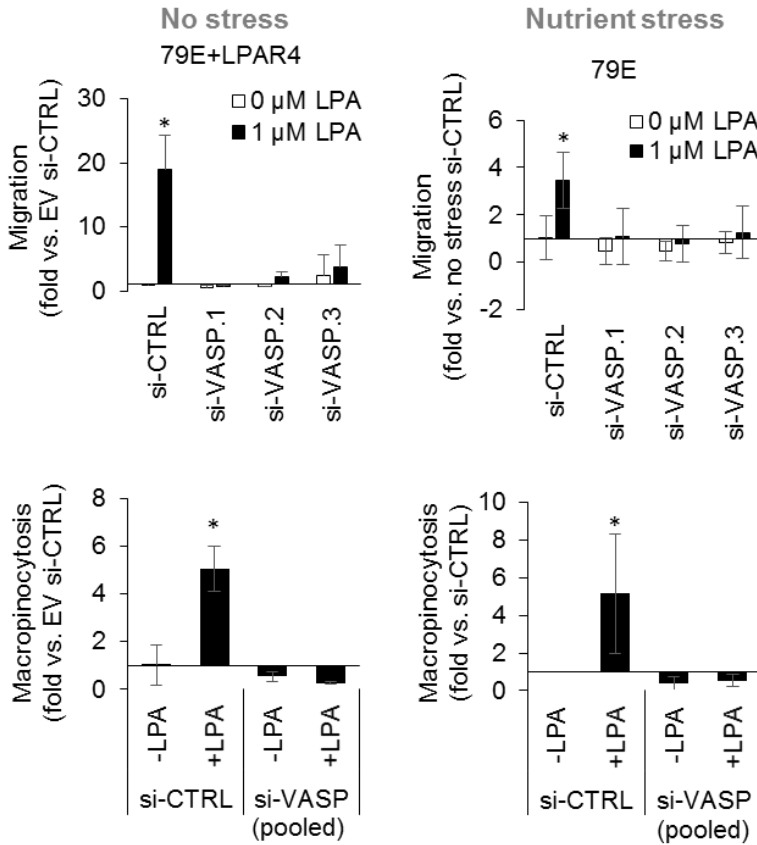 No stress
79E+LPAR4
Migration
(fold vs. EV si-CTRL)
30
20
10
0
0 µM LPA
1 µM LPA
*
si-CTRL
si-VASP.1
si-VASP.2
si-VASP.3
Nutrient stress
79E
Migration
(fold vs. no stress si-CTRL)
6
4
2
0
-2
0 µM LPA
1 µM LPA
*
si-CTRL
si-VASP.1
si-VASP.2
si-VASP.3
Macropinocytosis
(fold vs. EV si-CTRL)
8
6
4
2
0
*
-LPA
+LPA
-LPA
+LPA
si-CTRL
si-VASP
(pooled)
Macropinocytosis
(fold vs. si-CTRL)
10
8
6
4
2
0
*
-LPA
+LPA
-LPA
+LPA
si-CTRL
si-VASP
(pooled)